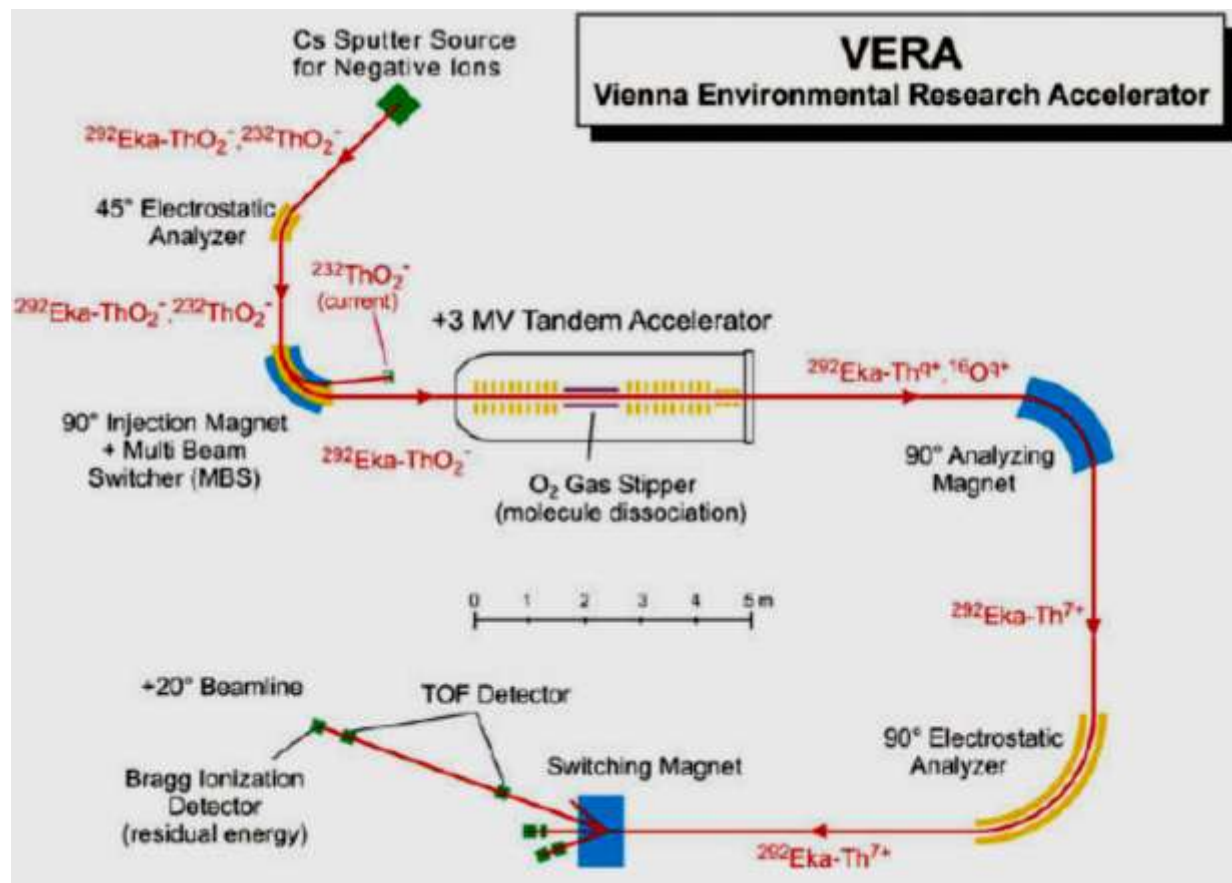 Cs Sputter Source
for Negative Ions
VERA
Vienna Environmental Research Accelerator
²⁹²Eka-ThO₂⁻,²³²ThO₂⁻
45° Electrostatic
Analyzer
²³²ThO₂⁻
(current)
²⁹²Eka-ThO₂⁻,²³²ThO₂⁻
+3 MV Tandem Accelerator
²⁹²Eka-Th^q+,¹⁶O^q+
90° Injection Magnet
+ Multi Beam
Switcher (MBS)
²⁹²Eka-ThO₂⁻
O₂ Gas Stipper
(molecule dissociation)
90° Analyzing
Magnet
0 1 2 3 4 5 m
²⁹²Eka-Th⁷⁺
+20° Beamline
TOF Detector
Bragg Ionization
Detector
(residual energy)
Switching Magnet
90° Electrostatic
Analyzer
²⁹²Eka-Th⁷⁺